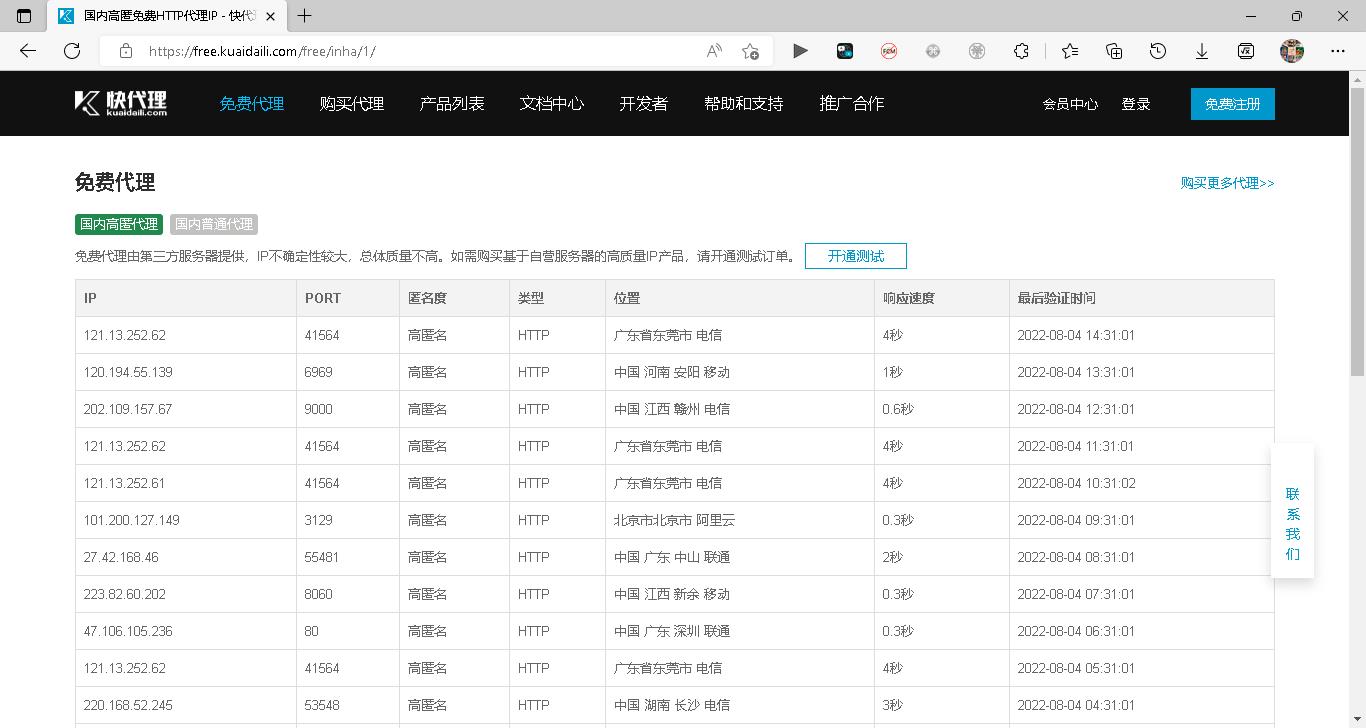 国内高匿免费HTTP代理IP - 快代
https://free.kuaidaili.com/free/inha/1/
快代理
kuaidaili.com
免费代理 购买代理 产品列表 文档中心 开发者 帮助和支持 推广合作 会员中心 登录 免费注册
免费代理
购买更多代理>>
国内高匿代理 国内普通代理
免费代理由第三方服务器提供，IP不确定性较大，总体质量不高。如需购买基于自营服务器的高质量IP产品，请开通测试订单。 开通测试
IP PORT 匿名度 类型 位置 响应速度 最后验证时间
121.13.252.62 41564 高匿名 HTTP 广东省东莞市 电信 4秒 2022-08-04 14:31:01
120.194.55.139 6969 高匿名 HTTP 中国 河南 安阳 移动 1秒 2022-08-04 13:31:01
202.109.157.67 9000 高匿名 HTTP 中国 江西 赣州 电信 0.6秒 2022-08-04 12:31:01
121.13.252.62 41564 高匿名 HTTP 广东省东莞市 电信 4秒 2022-08-04 11:31:01
121.13.252.61 41564 高匿名 HTTP 广东省东莞市 电信 4秒 2022-08-04 10:31:02
101.200.127.149 3129 高匿名 HTTP 北京市北京市 阿里云 0.3秒 2022-08-04 09:31:01
27.42.168.46 55481 高匿名 HTTP 中国 广东 中山 联通 2秒 2022-08-04 08:31:01
223.82.60.202 8060 高匿名 HTTP 中国 江西 新余 移动 0.3秒 2022-08-04 07:31:01
47.106.105.236 80 高匿名 HTTP 中国 广东 深圳 联通 0.3秒 2022-08-04 06:31:01
121.13.252.62 41564 高匿名 HTTP 广东省东莞市 电信 4秒 2022-08-04 05:31:01
220.168.52.245 53548 高匿名 HTTP 中国 湖南 长沙 电信 3秒 2022-08-04 04:31:01
联
系
我
们